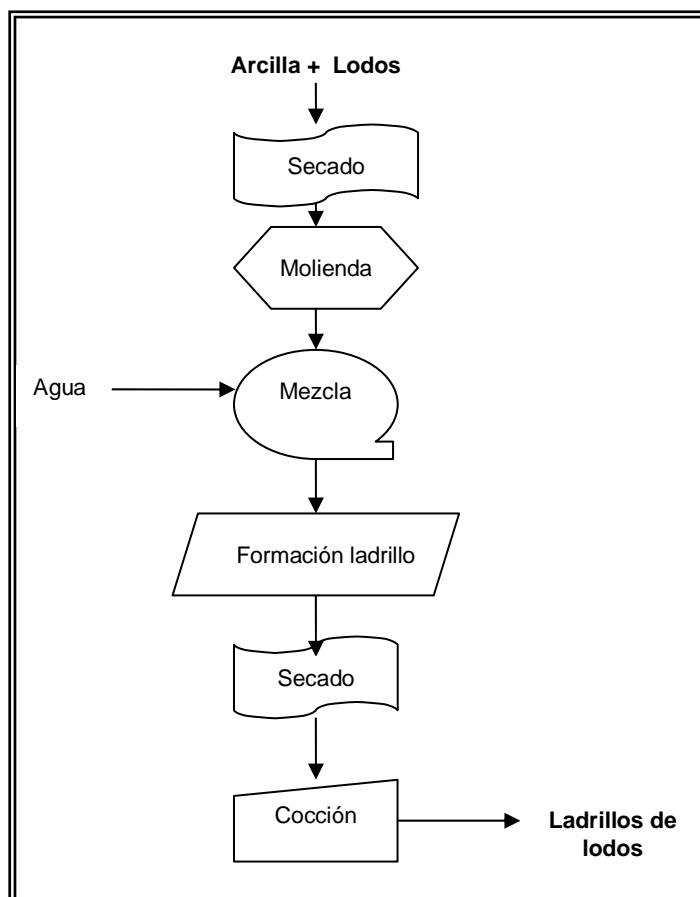 Arcilla + Lodos
Secado
Molienda
Agua
Mezcla
Formación ladrillo
Secado
Cocción
Ladrillos de
lodos